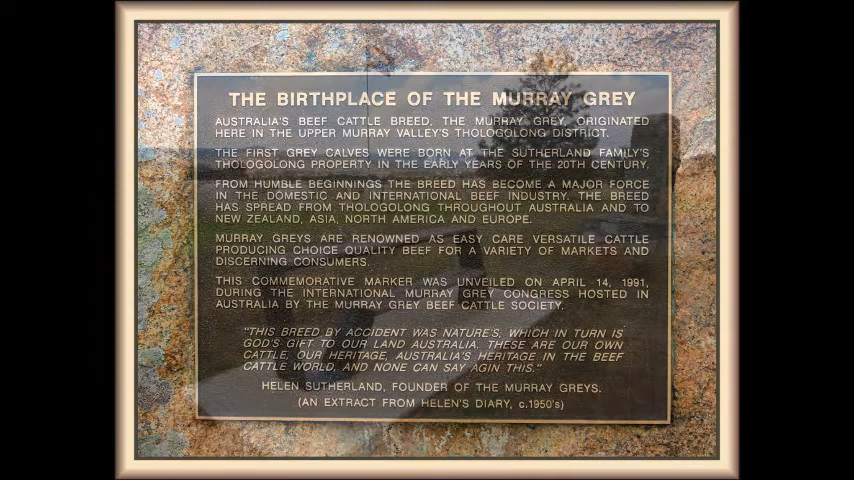 THE BIRTHPLACE OF THE MURRAY GREY
AUSTRALIA'S BEEF CATTLE BREED, THE MURRAY GREY, ORIGINATED
HERE IN THE UPPER MURRAY VALLEY'S THOLOGOLONG DISTRICT.
THE FIRST GREY CALVES WERE BORN AT THE SUTHERLAND FAMILY'S
THOLOGOLONG PROPERTY IN THE EARLY YEARS OF THE 20TH CENTURY.
FROM HUMBLE BEGINNINGS THE BREED HAS BECOME A MAJOR FORCE
IN THE DOMESTIC AND INTERNATIONAL BEEF INDUSTRY. THE BREED
HAS SPREAD FROM THOLOGOLONG THROUGHOUT AUSTRALIA AND TO
NEW ZEALAND, ASIA, NORTH AMERICA AND EUROPE.
MURRAY GREYS ARE RENOWNED AS EASY CARE VERSATILE CATTLE
PRODUCING CHOICE QUALITY BEEF FOR A VARIETY OF MARKETS AND
DISCERNING CONSUMERS.
THIS COMMEMORATIVE MARKER WAS UNVEILED ON APRIL 14, 1991,
DURING THE INTERNATIONAL MURRAY GREY CONGRESS HOSTED IN
AUSTRALIA BY THE MURRAY GREY BEEF CATTLE SOCIETY.
"THIS BREED BY ACCIDENT WAS NATURE'S, WHICH IN TURN IS
GOD'S GIFT TO OUR LAND AUSTRALIA. THESE ARE OUR OWN
CATTLE, OUR HERITAGE, AUSTRALIA'S HERITAGE IN THE BEEF
CATTLE WORLD, AND NONE CAN SAY AGIN THIS."
HELEN SUTHERLAND, FOUNDER OF THE MURRAY GREYS.
(AN EXTRACT FROM HELEN'S DIARY, c.1950's)